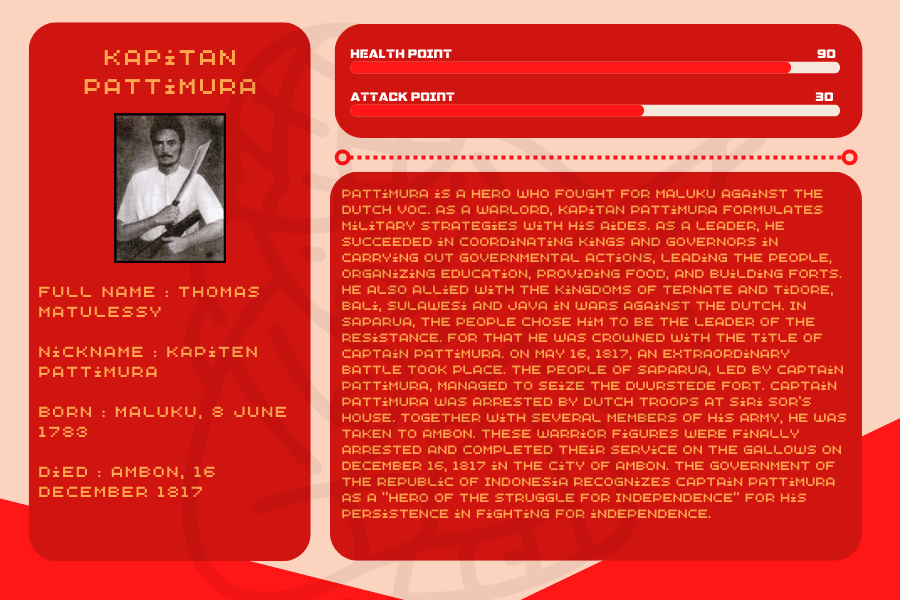 KAPiTAN
PATTiMURA
FULL NAME : THOMAS
MATULESSY
NiCKNAME : KAPiTEN
PATTiMURA
BORN : MALUKU, 8 JUNE
1783
DiED : AMBON, 16
DECEMBER 1817
HEALTH POINT 90
ATTACK POINT 30
PATTiMURA iS A HERO WHO FOUGHT FOR MALUKU AGAiNST THE
DUTCH VOC. AS A WARLORD, KAPiTAN PATTiMURA FORMULATES
MiLiTARY STRATEGiES WiTH HiS AiDES. AS A LEADER, HE
SUCCEEDED iN COORDiNATiNG KiNGS AND GOVERNORS iN
CARRYiNG OUT GOVERNMENTAL ACTiONS, LEADiNG THE PEOPLE,
ORGANiZiNG EDUCATiON, PROViDiNG FOOD, AND BUiLDiNG FORTS.
HE ALSO ALLiED WiTH THE KiNGDOMS OF TERNATE AND TiDORE,
BALi, SULAWESi AND JAVA iN WARS AGAiNST THE DUTCH. IN
SAPARUA, THE PEOPLE CHOSE HiM TO BE THE LEADER OF THE
RESiSTANCE. FOR THAT HE WAS CROWNED WiTH THE TiTLE OF
CAPTAiN PATTiMURA. ON MAY 16, 1817, AN EXTRAORDiNARY
BATTLE TOOK PLACE. THE PEOPLE OF SAPARUA, LED BY CAPTAiN
PATTiMURA, MANAGED TO SEiZE THE DUURSTEDE FORT. CAPTAiN
PATTiMURA WAS ARRESTED BY DUTCH TROOPS AT SiRi SOR'S
HOUSE. TOGETHER WiTH SEVERAL MEMBERS OF HiS ARMY, HE WAS
TAKEN TO AMBON. THESE WARRiOR FiGURES WERE FiNALLY
ARRESTED AND COMPLETED THEiR SERViCE ON THE GALLOWS ON
DECEMBER 16, 1817 iN THE CiTY OF AMBON. THE GOVERNMENT OF
THE REPUBLiC OF INDONESiA RECOGNiZES CAPTAiN PATTiMURA
AS A "HERO OF THE STRUGGLE FOR INDEPENDENCE" FOR HiS
PERSiSTENCE iN FiGHTiNG FOR iNDEPENDENCE.